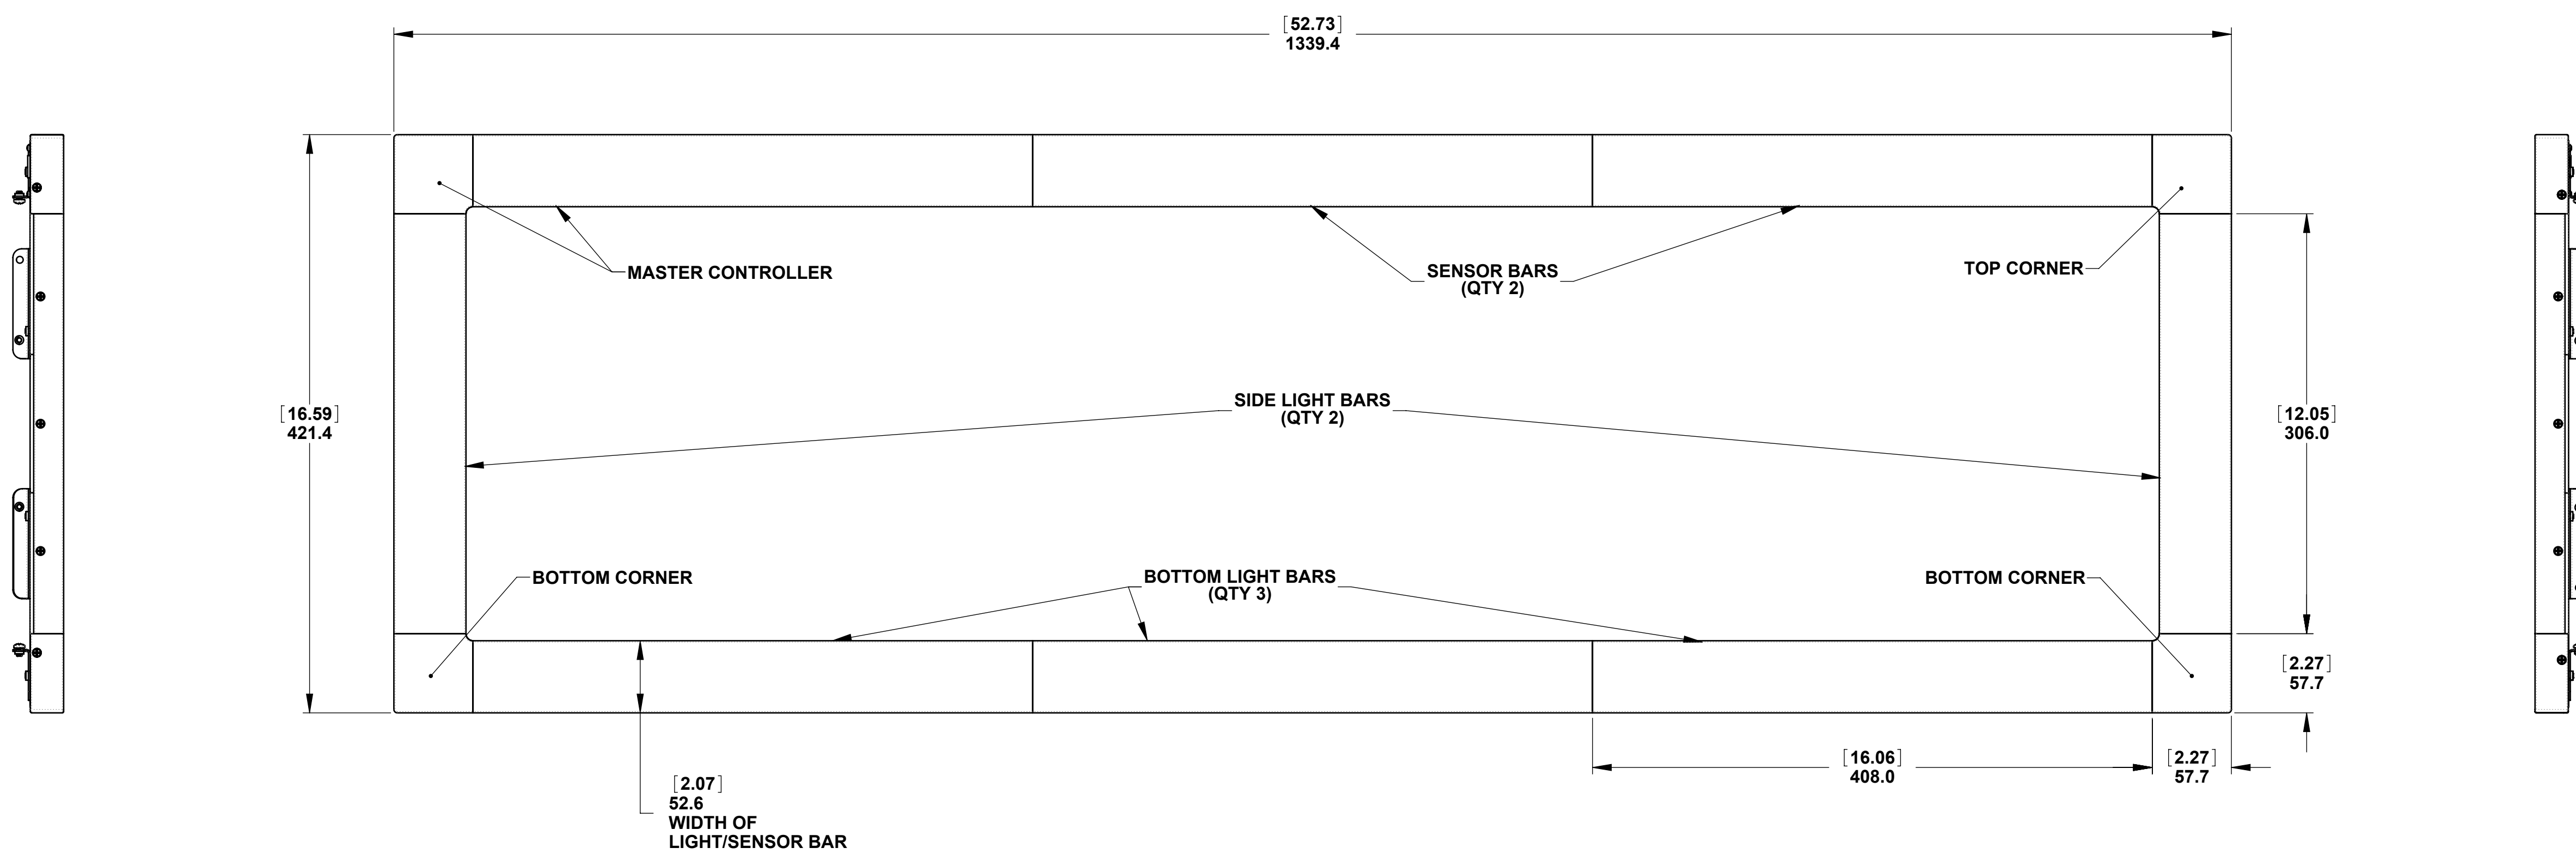 [52.73]
1339.4
MASTER CONTROLLER
SENSOR BARS
(QTY 2)
TOP CORNER
SIDE LIGHT BARS
(QTY 2)
[16.59]
421.4
[12.05]
306.0
BOTTOM CORNER
BOTTOM LIGHT BARS
(QTY 3)
BOTTOM CORNER
[2.27]
57.7
[16.06]
408.0
[2.27]
57.7
[2.07]
52.6
WIDTH OF
LIGHT/SENSOR BAR